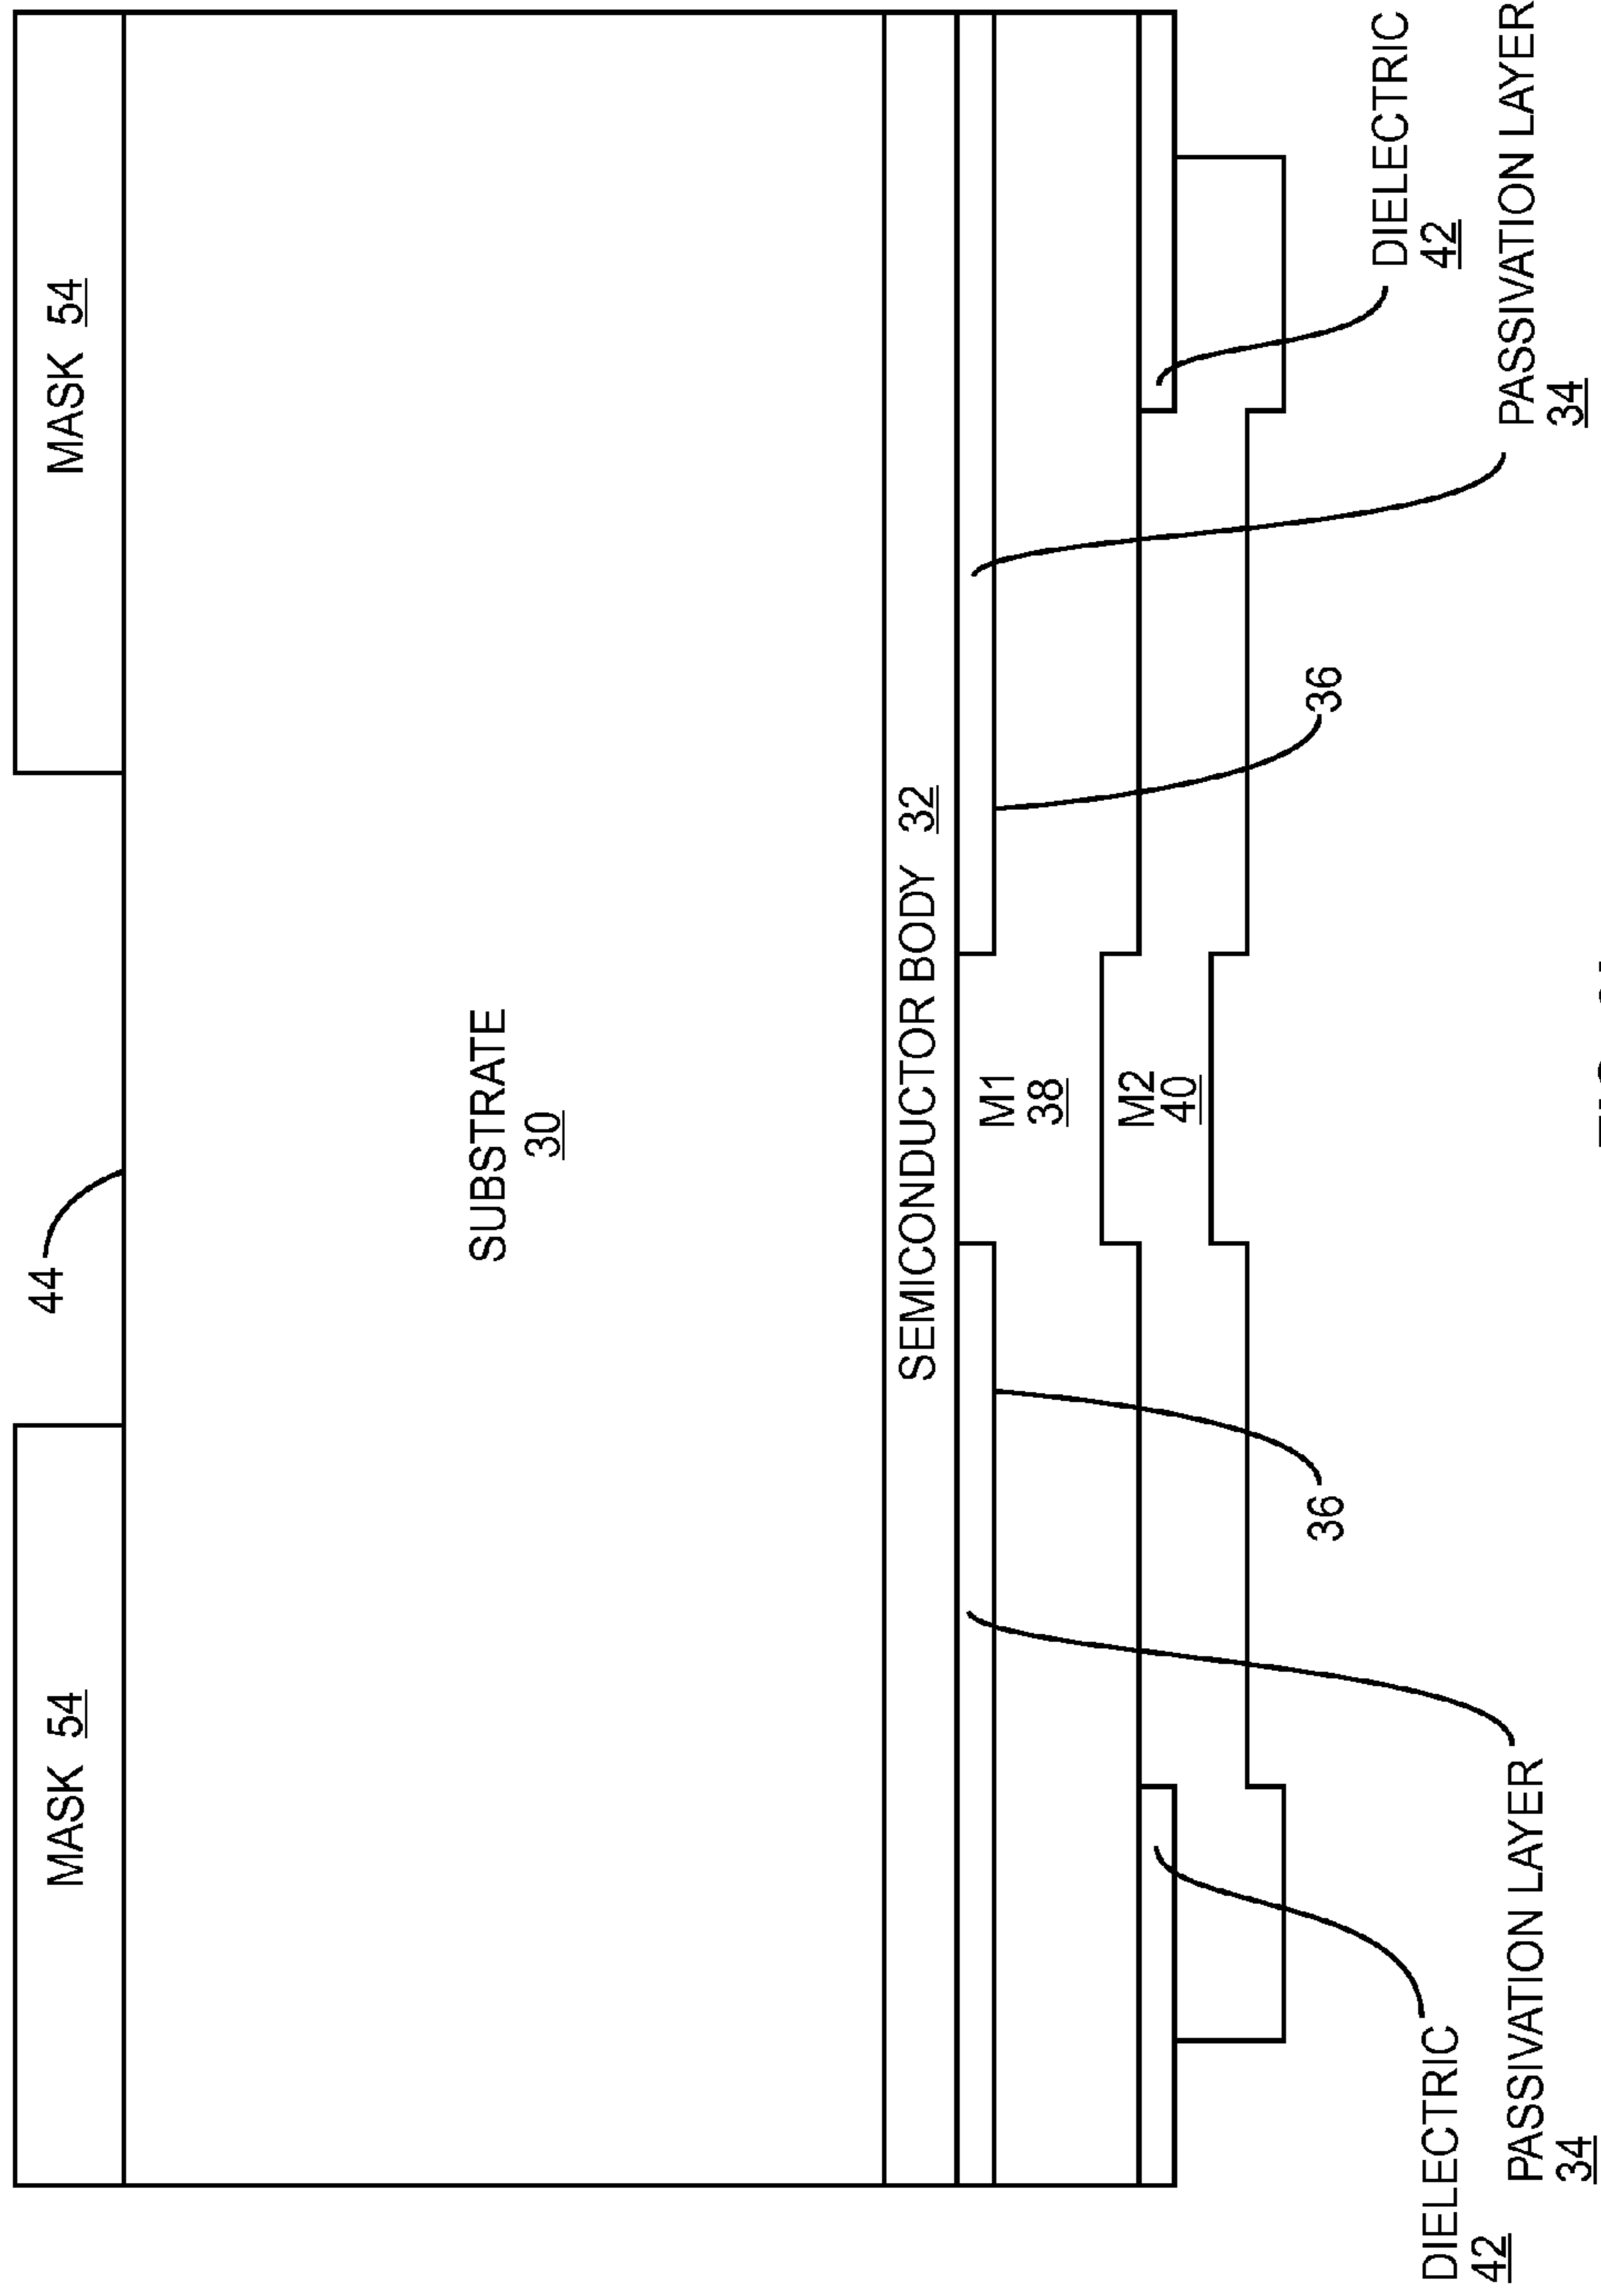 MASK 54
44
MASK 54
SUBSTRATE
30
SEMICONDUCTOR BODY 32
M1
38
M2
40
36
36
DIELECTRIC
42
PASSIVATION LAYER
34
DIELECTRIC
42
PASSIVATION LAYER
34